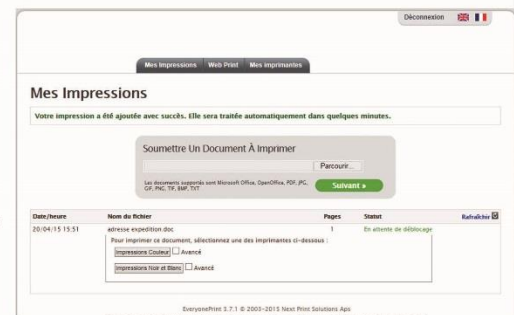 Déconnexion
Mes Impressions Web Print Mes imprimantes
Mes Impressions
Votre impression a été ajoutée avec succès. Elle sera traitée automatiquement dans quelques minutes.
Soumettre Un Document À Imprimer
Parcourir...
Les documents supportés sont Microsoft Office, OpenOffice, PDF, JPG,
GIF, PNG, TIF, BMP, TXT
Suivant »
Date/heure Nom du fichier Pages Statut Rafraîchir
20/04/15 15:51 adresse expedition.doc 1 En attente de déblocage
Pour imprimer ce document, sélectionnez une des imprimantes ci-dessous :
Impressions Couleur Avancé
Impressions Noir et Blanc Avancé
EveryonePrint 3.7.1 © 2003-2015 Next Print Solutions Aps